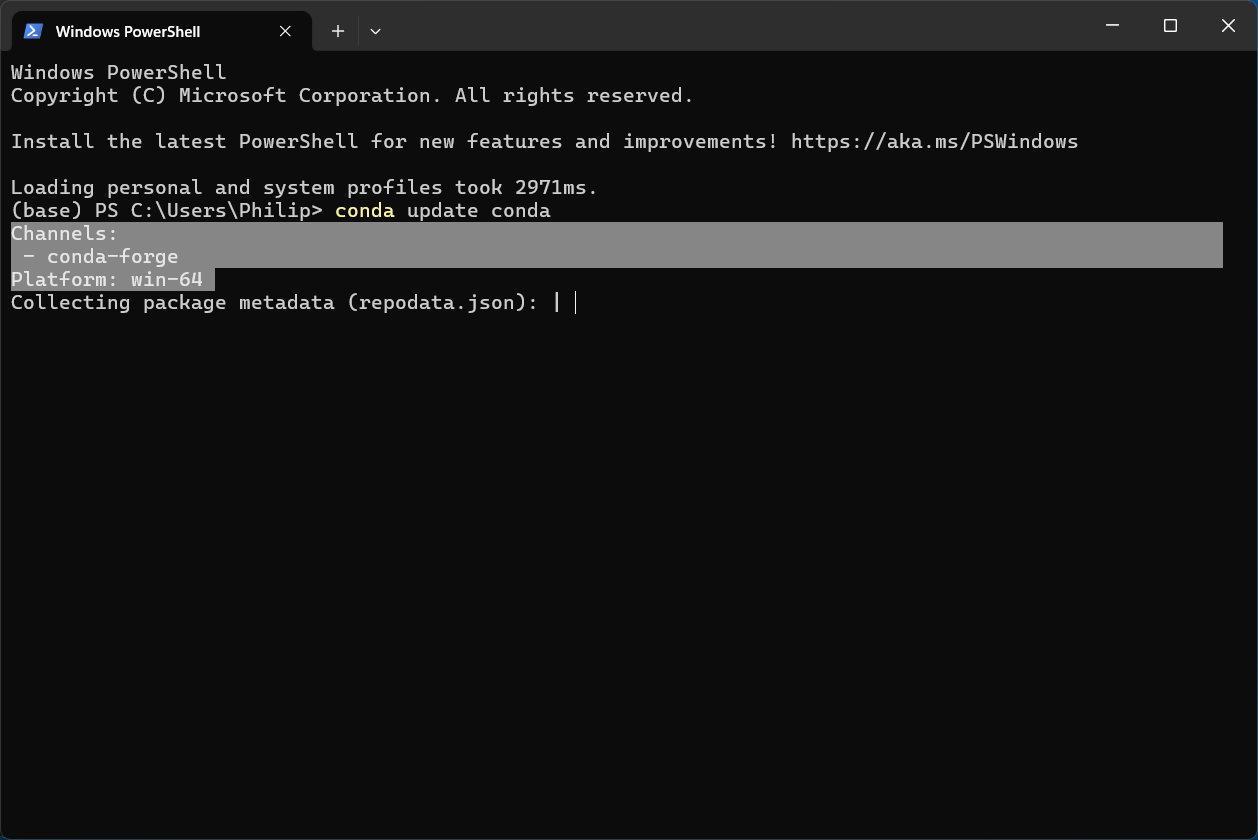 Windows PowerShell
Windows PowerShell
Copyright (C) Microsoft Corporation. All rights reserved.
Install the latest PowerShell for new features and improvements! https://aka.ms/PSWindows
Loading personal and system profiles took 2971ms.
(base) PS C:\Users\Philip> conda update conda
Channels:
 - conda-forge
Platform: win-64
Collecting package metadata (repodata.json): |